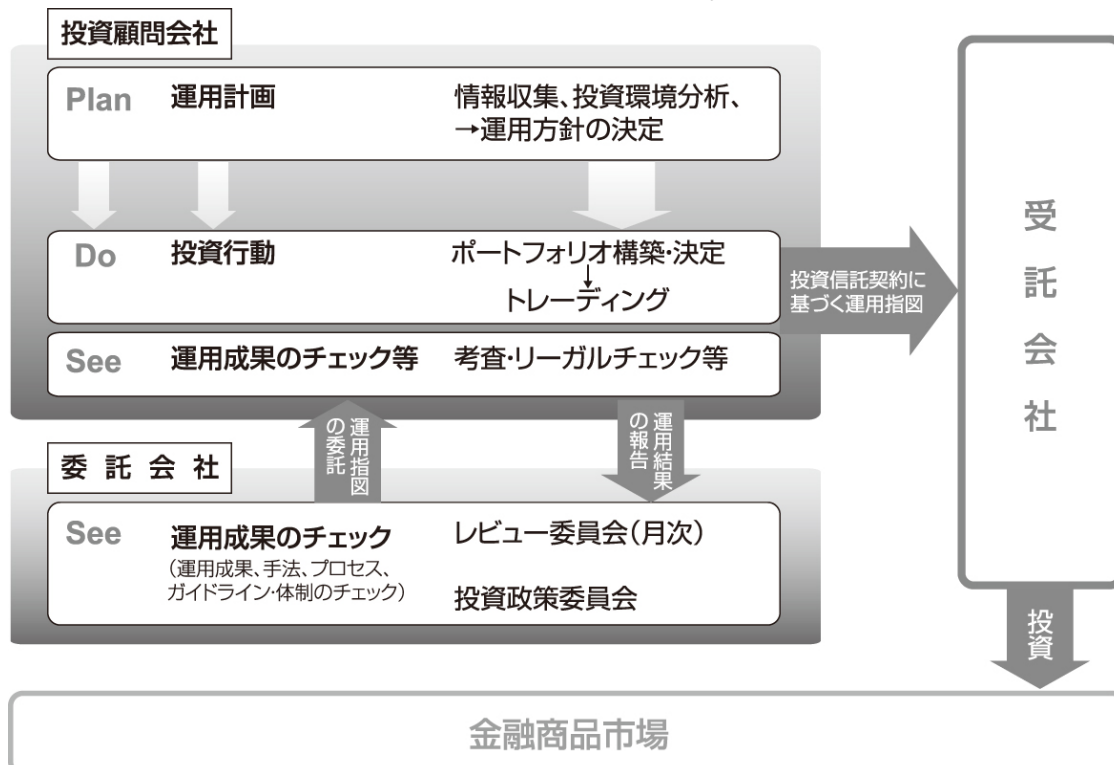 投資顧問会社
Plan 運用計画 情報収集、投資環境分析、
→運用方針の決定
Do 投資行動 ポートフォリオ構築・決定
↓
トレーディング
投資信託契約に
基づく運用指図
See 運用成果のチェック等 考査・リーガルチェック等
受託会社
運用指図
の委託
運用結果
の報告
委託会社
See 運用成果のチェック レビュー委員会(月次)
(運用成果、手法、プロセス、
ガイドライン・体制のチェック)
投資政策委員会
投資
金融商品市場